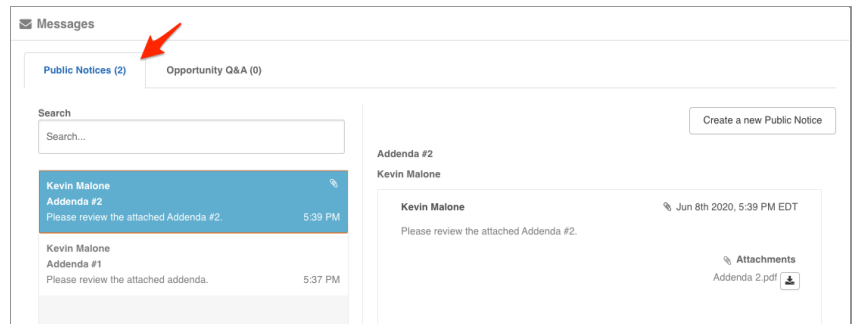 Messages
Public Notices (2)
Opportunity Q&A (0)
Search
Search...
Kevin Malone
Addenda #2
Please review the attached Addenda #2.
5:39 PM
Kevin Malone
Addenda #1
Please review the attached addenda.
5:37 PM
Create a new Public Notice
Addenda #2
Kevin Malone
Kevin Malone
Jun 8th 2020, 5:39 PM EDT
Please review the attached Addenda #2.
Attachments
Addenda 2.pdf